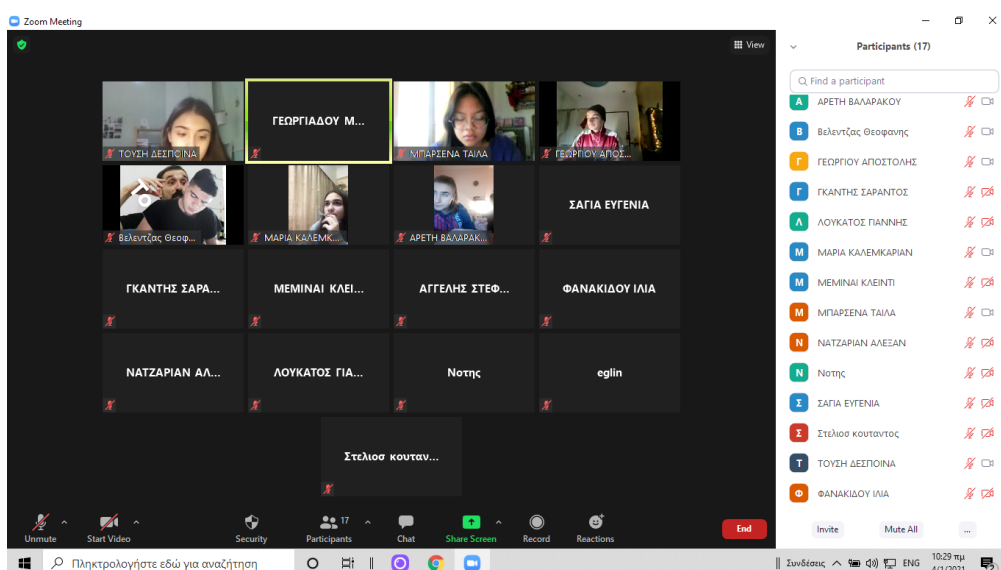 Zoom Meeting
View
ΤΟΥΣΗ ΔΕΣΠΟΙΝΑ
ΓΕΩΡΓΙΑΔΟΥ Μ...
ΜΠΑΡΣΕΝΑ ΤΑΙΛΑ
ΓΕΩΡΓΙΟΥ ΑΠΟΣ...
Βελεντζας Θεοφ...
ΜΑΡΙΑ ΚΑΛΕΜΚ...
ΑΡΕΤΗ ΒΑΛΑΡΑΚ...
ΣΑΓΙΑ ΕΥΓΕΝΙΑ
ΓΚΑΝΤΗΣ ΣΑΡΑ...
ΜΕΜΙΝΑΙ ΚΛΕΙ...
ΑΓΓΕΛΗΣ ΣΤΕΦ...
ΦΑΝΑΚΙΔΟΥ ΙΛΙΑ
ΝΑΤΖΑΡΙΑΝ ΑΛ...
ΛΟΥΚΑΤΟΣ ΓΙΑ...
Νοτης
eglin
Στελιοσ κουταν...
Participants (17)
Find a participant
Α ΑΡΕΤΗ ΒΑΛΑΡΑΚΟΥ
Β Βελεντζας Θεοφανης
Γ ΓΕΩΡΓΙΟΥ ΑΠΟΣΤΟΛΗΣ
Γ ΓΚΑΝΤΗΣ ΣΑΡΑΝΤΟΣ
Λ ΛΟΥΚΑΤΟΣ ΓΙΑΝΝΗΣ
Μ ΜΑΡΙΑ ΚΑΛΕΜΚΑΡΙΑΝ
Μ ΜΕΜΙΝΑΙ ΚΛΕΙΝΤΙ
Μ ΜΠΑΡΣΕΝΑ ΤΑΙΛΑ
Ν ΝΑΤΖΑΡΙΑΝ ΑΛΕΞΑΝ
Ν Νοτης
Σ ΣΑΓΙΑ ΕΥΓΕΝΙΑ
Σ Στελιοσ κουταντος
Τ ΤΟΥΣΗ ΔΕΣΠΟΙΝΑ
Φ ΦΑΝΑΚΙΔΟΥ ΙΛΙΑ
Invite Mute All ...
Unmute Start Video Security Participants 17 Chat Share Screen Record Reactions End
Πληκτρολογήστε εδώ για αναζήτηση
Συνδέσεις ENG 10:29 πμ
4/1/2021